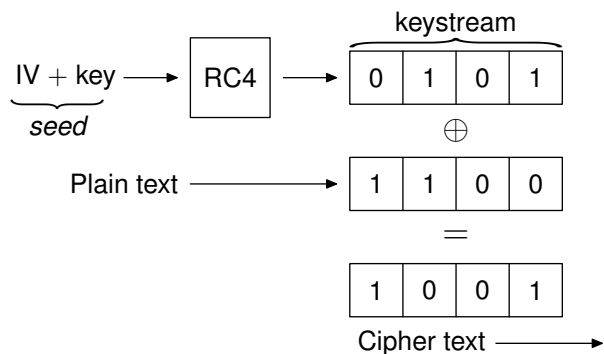 keystream
IV + key
RC4
0 1 0 1
seed
⊕
Plain text
1 1 0 0
=
1 0 0 1
Cipher text